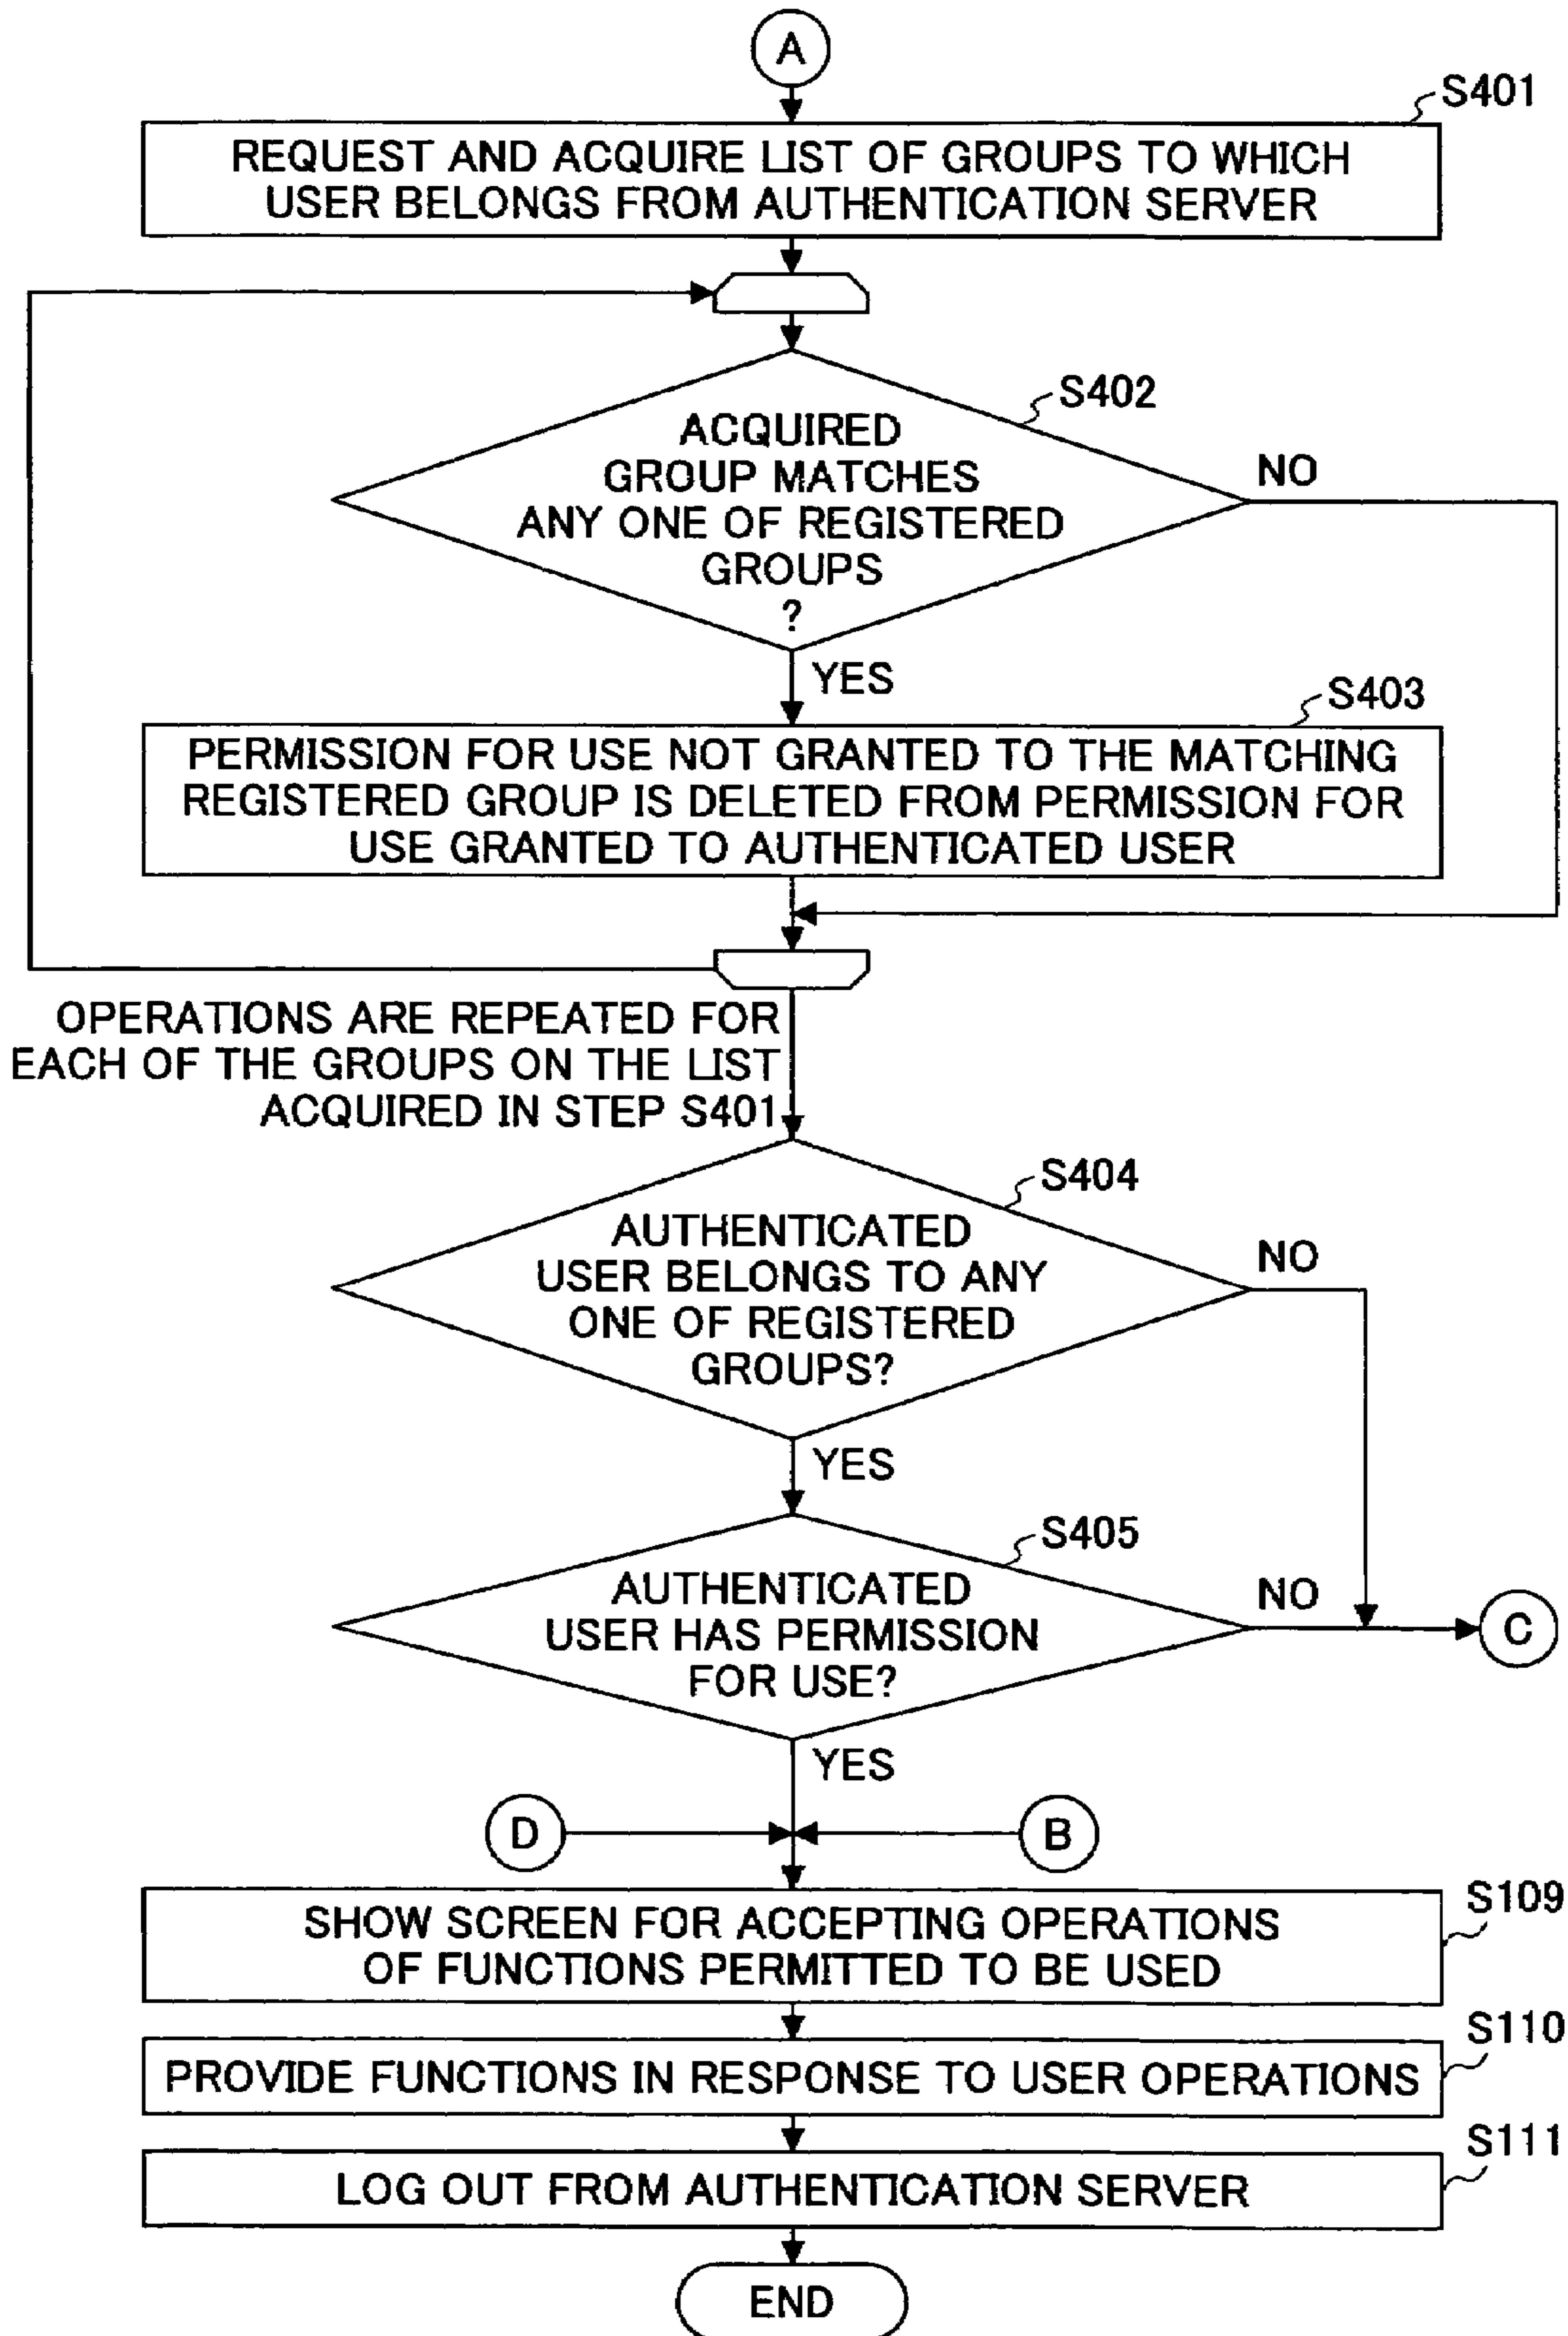 A
S401
REQUEST AND ACQUIRE LIST OF GROUPS TO WHICH
USER BELONGS FROM AUTHENTICATION SERVER
S402
ACQUIRED
GROUP MATCHES
ANY ONE OF REGISTERED
GROUPS
?
NO
YES
S403
PERMISSION FOR USE NOT GRANTED TO THE MATCHING
REGISTERED GROUP IS DELETED FROM PERMISSION FOR
USE GRANTED TO AUTHENTICATED USER
OPERATIONS ARE REPEATED FOR
EACH OF THE GROUPS ON THE LIST
ACQUIRED IN STEP S401
S404
AUTHENTICATED
USER BELONGS TO ANY
ONE OF REGISTERED
GROUPS?
NO
YES
S405
AUTHENTICATED
USER HAS PERMISSION
FOR USE?
NO
C
YES
D
B
S109
SHOW SCREEN FOR ACCEPTING OPERATIONS
OF FUNCTIONS PERMITTED TO BE USED
S110
PROVIDE FUNCTIONS IN RESPONSE TO USER OPERATIONS
S111
LOG OUT FROM AUTHENTICATION SERVER
END